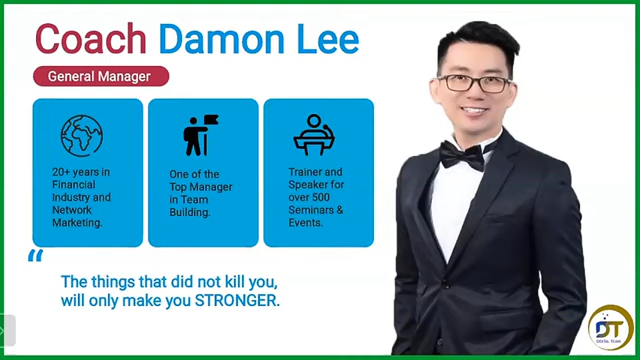 Coach Damon Lee
General Manager
20+ years in
Financial
Industry and
Network
Marketing.
One of the
Top Manager
in Team
Building.
Trainer and
Speaker for
over 500
Seminars &
Events.
“
The things that did not kill you,
will only make you STRONGER.
DT
DIGITAL TEAM